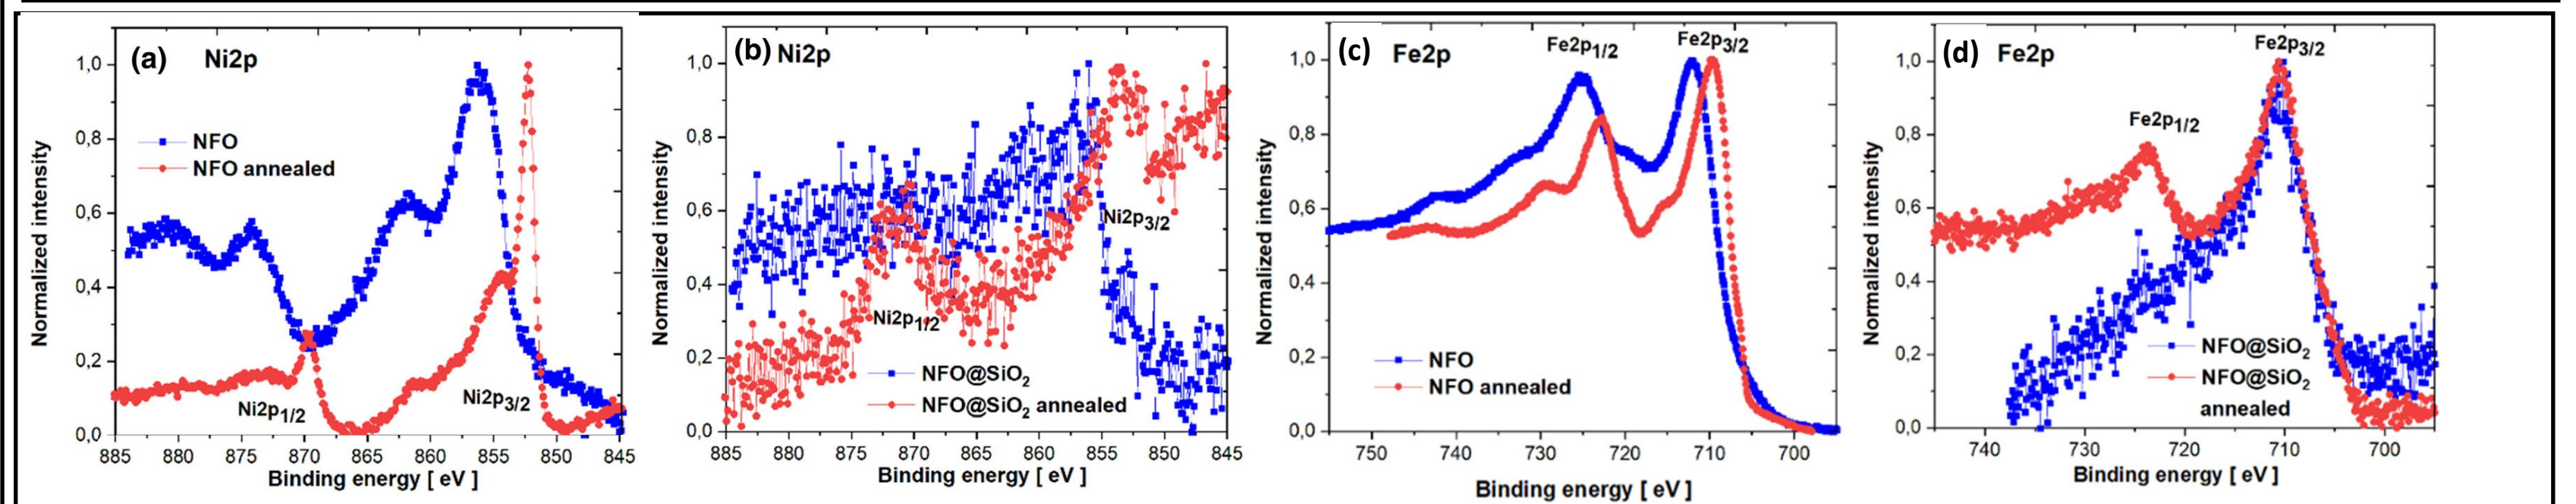 (a) Ni2p
NFO
NFO annealed
Ni2p1/2
Ni2p3/2
1,0
0,8
0,6
0,4
0,2
0,0
Normalized intensity
885 880 875 870 865 860 855 850 845
Binding energy [ eV ]
(b) Ni2p
Ni2p3/2
Ni2p1/2
NFO@SiO2
NFO@SiO2 annealed
1,0
0,8
0,6
0,4
0,2
0,0
Normalized intensity
885 880 875 870 865 860 855 850 845
Binding energy [ eV ]
(c) Fe2p
Fe2p1/2
Fe2p3/2
NFO
NFO annealed
1,0
0,8
0,6
0,4
0,2
0,0
Normalized intensity
750 740 730 720 710 700
Binding energy [ eV ]
(d) Fe2p
Fe2p3/2
Fe2p1/2
NFO@SiO2
NFO@SiO2
annealed
1,0
0,8
0,6
0,4
0,2
0,0
Normalized intensity
740 730 720 710 700
Binding energy [ eV ]